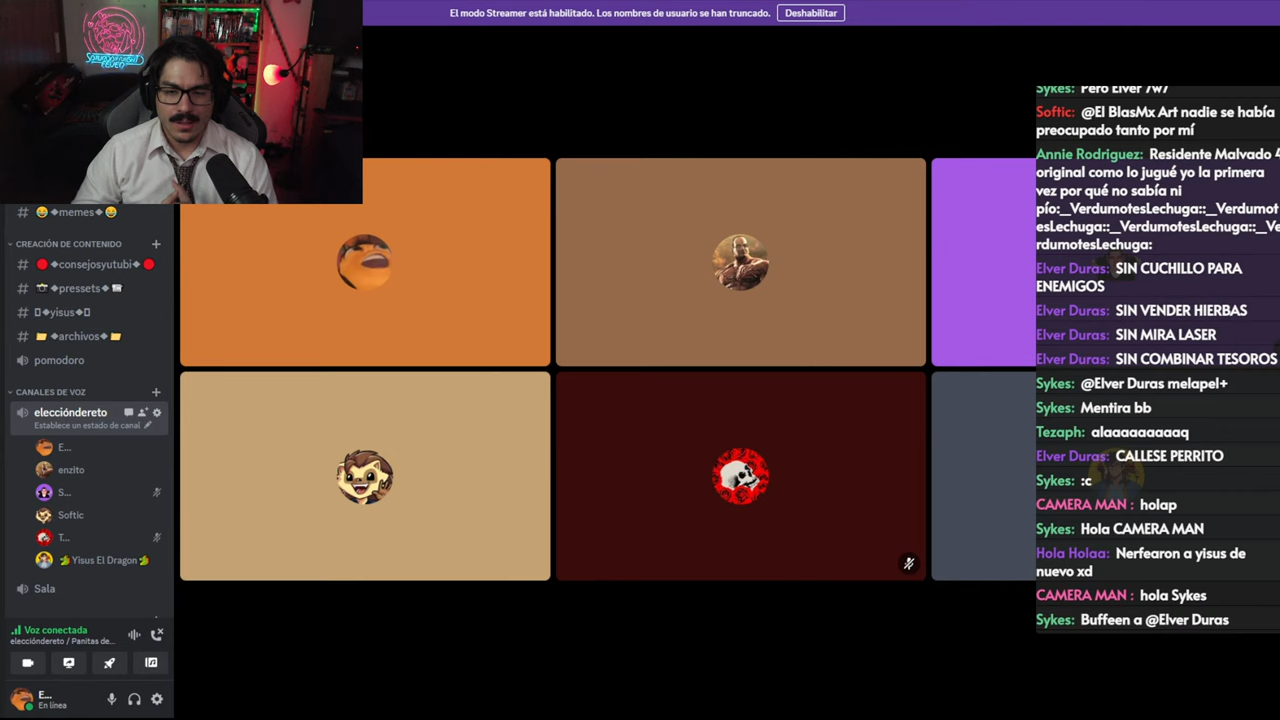 El modo Streamer está habilitado. Los nombres de usuario se han truncado.
Deshabilitar
◆memes◆
CREACIÓN DE CONTENIDO
◆consejosyutubi◆
◆pressets◆
◆yisus◆
◆archivos◆
pomodoro
CANALES DE VOZ
eleccióndereto
Establece un estado de canal
E...
enzito
S...
Softic
T...
Yisus El Dragon
Sala
Voz conectada
eleccióndereto / Panitas de...
E...
En línea
Sykes: Pero Elver 7w7
Softic: @El BlasMx Art nadie se había
preocupado tanto por mí
Annie Rodriguez: Residente Malvado 4
original como lo jugué yo la primera
vez por qué no sabía ni
pío:__VerdumotesLechuga::__Verdumot
esLechuga::__VerdumotesLechuga::__Ve
rdumotesLechuga:
Elver Duras: SIN CUCHILLO PARA
ENEMIGOS
Elver Duras: SIN VENDER HIERBAS
Elver Duras: SIN MIRA LASER
Elver Duras: SIN COMBINAR TESOROS
Sykes: @Elver Duras melapel+
Sykes: Mentira bb
Tezaph: alaaaaaaaaaq
Elver Duras: CALLESE PERRITO
Sykes: :c
CAMERA MAN : holap
Sykes: Hola CAMERA MAN
Hola Holaa: Nerfearon a yisus de
nuevo xd
CAMERA MAN : hola Sykes
Sykes: Buffeen a @Elver Duras